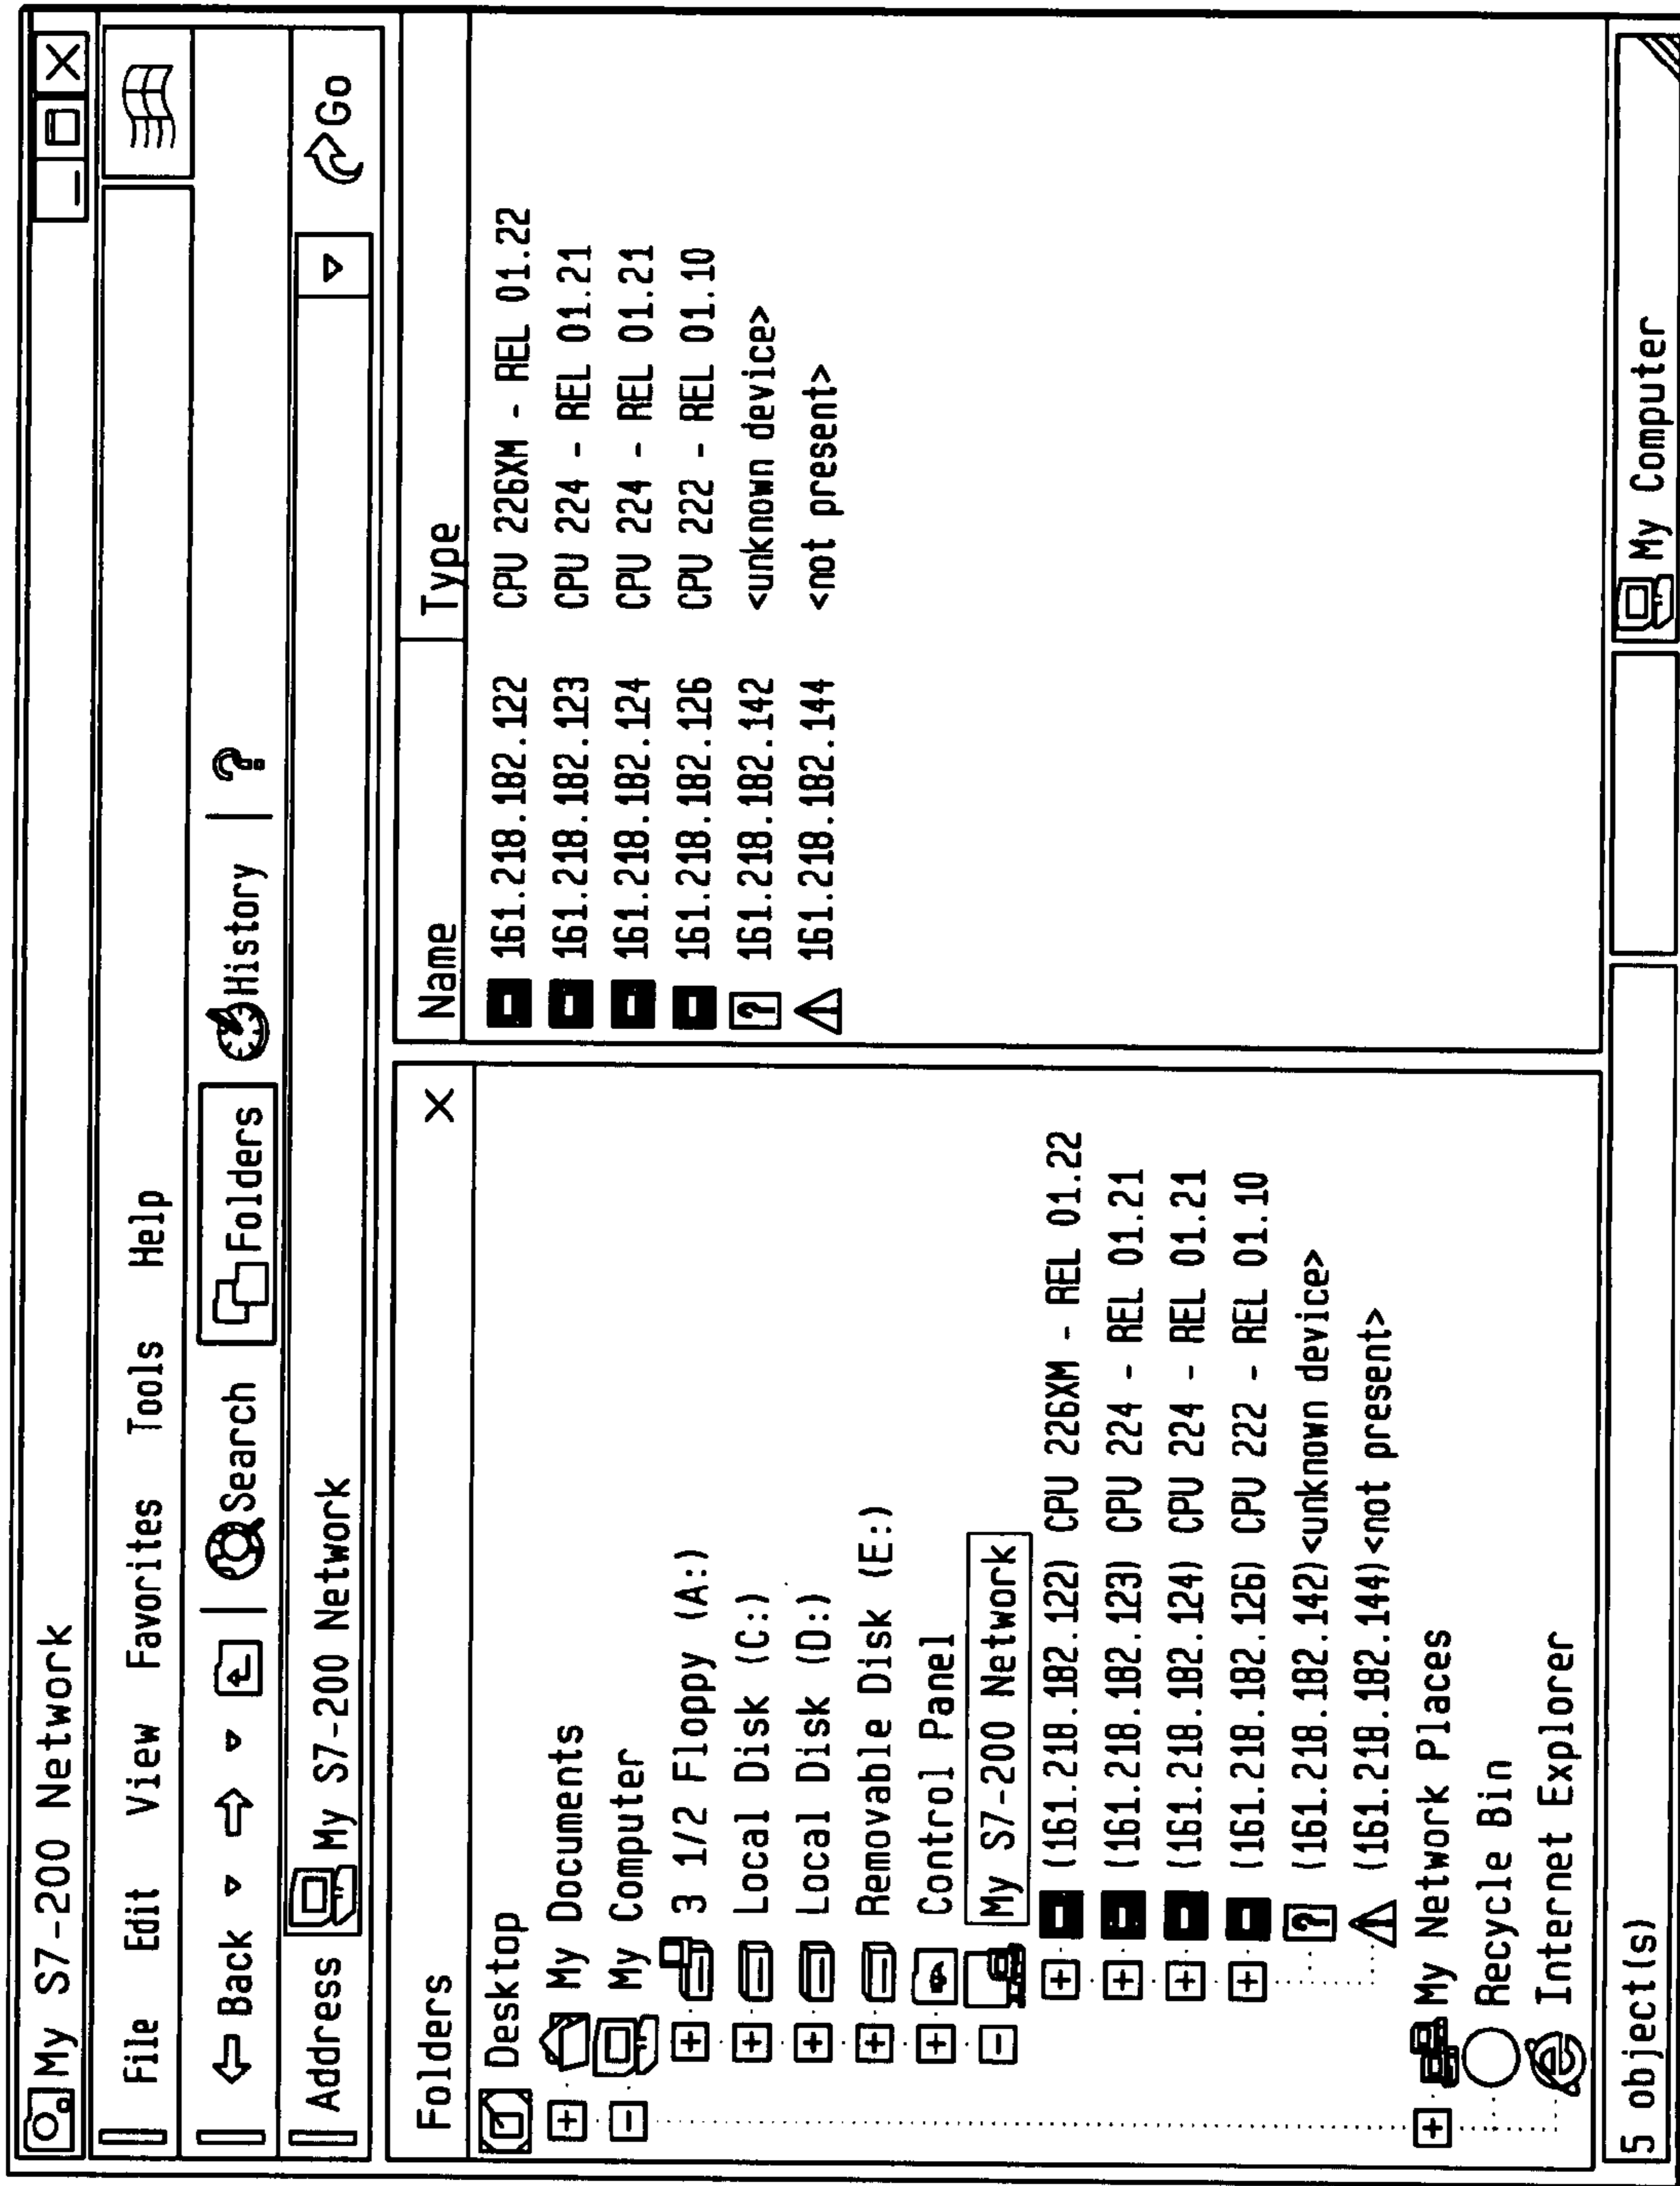 My S7-200 Network
File Edit View Favorites Tools Help
Back Search Folders History ?
Address My S7-200 Network Go
Folders X
Desktop
My Documents
My Computer
3 1/2 Floppy (A:)
Local Disk (C:)
Local Disk (D:)
Removable Disk (E:)
Control Panel
My S7-200 Network
(161.218.182.122) CPU 226XM - REL 01.22
(161.218.182.123) CPU 224 - REL 01.21
(161.218.182.124) CPU 224 - REL 01.21
(161.218.182.126) CPU 222 - REL 01.10
(161.218.182.142)<unknown device>
(161.218.182.144)<not present>
My Network Places
Recycle Bin
Internet Explorer
Name Type
161.218.182.122 CPU 226XM - REL 01.22
161.218.182.123 CPU 224 - REL 01.21
161.218.182.124 CPU 224 - REL 01.21
161.218.182.126 CPU 222 - REL 01.10
161.218.182.142 <unknown device>
161.218.182.144 <not present>
5 object(s) My Computer